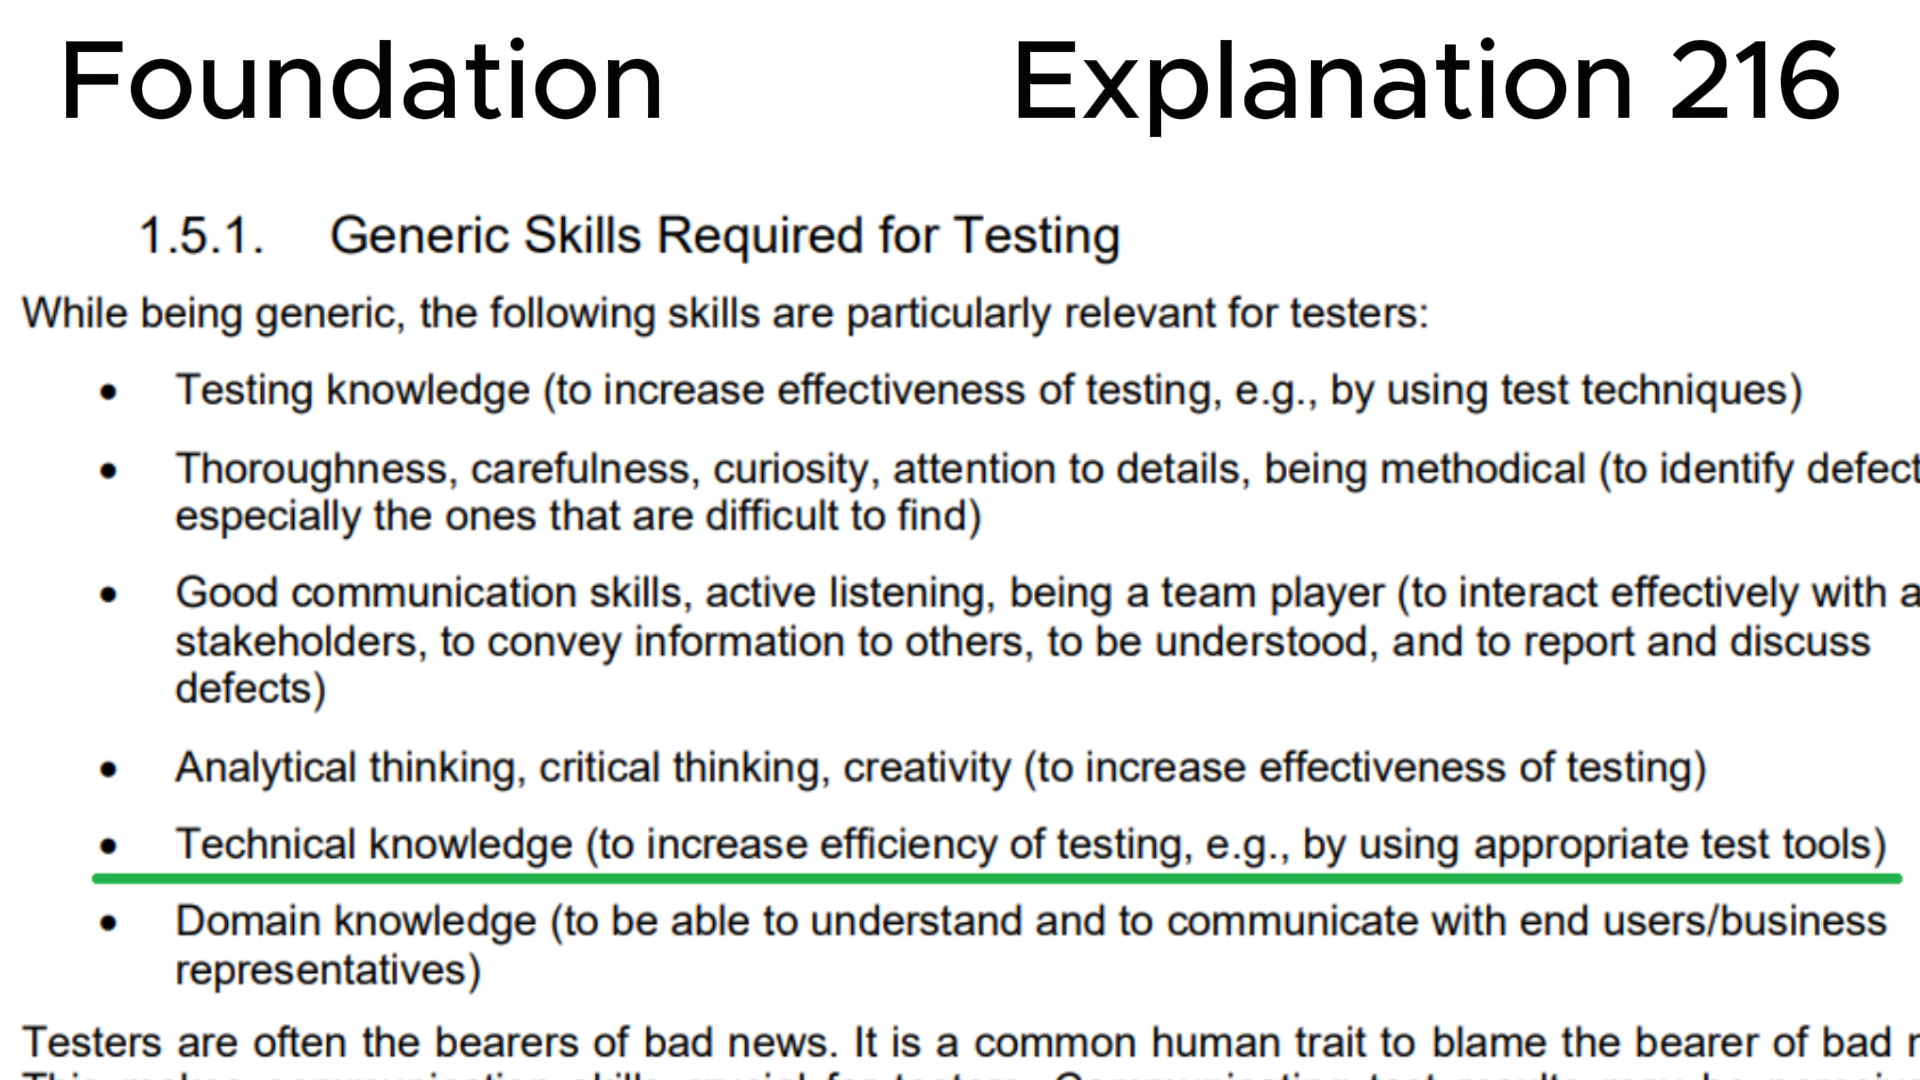 Foundation Explanation 216
1.5.1. Generic Skills Required for Testing
While being generic, the following skills are particularly relevant for testers:
• Testing knowledge (to increase effectiveness of testing, e.g., by using test techniques)
• Thoroughness, carefulness, curiosity, attention to details, being methodical (to identify defect
especially the ones that are difficult to find)
• Good communication skills, active listening, being a team player (to interact effectively with a
stakeholders, to convey information to others, to be understood, and to report and discuss
defects)
• Analytical thinking, critical thinking, creativity (to increase effectiveness of testing)
• Technical knowledge (to increase efficiency of testing, e.g., by using appropriate test tools)
• Domain knowledge (to be able to understand and to communicate with end users/business
representatives)
Testers are often the bearers of bad news. It is a common human trait to blame the bearer of bad